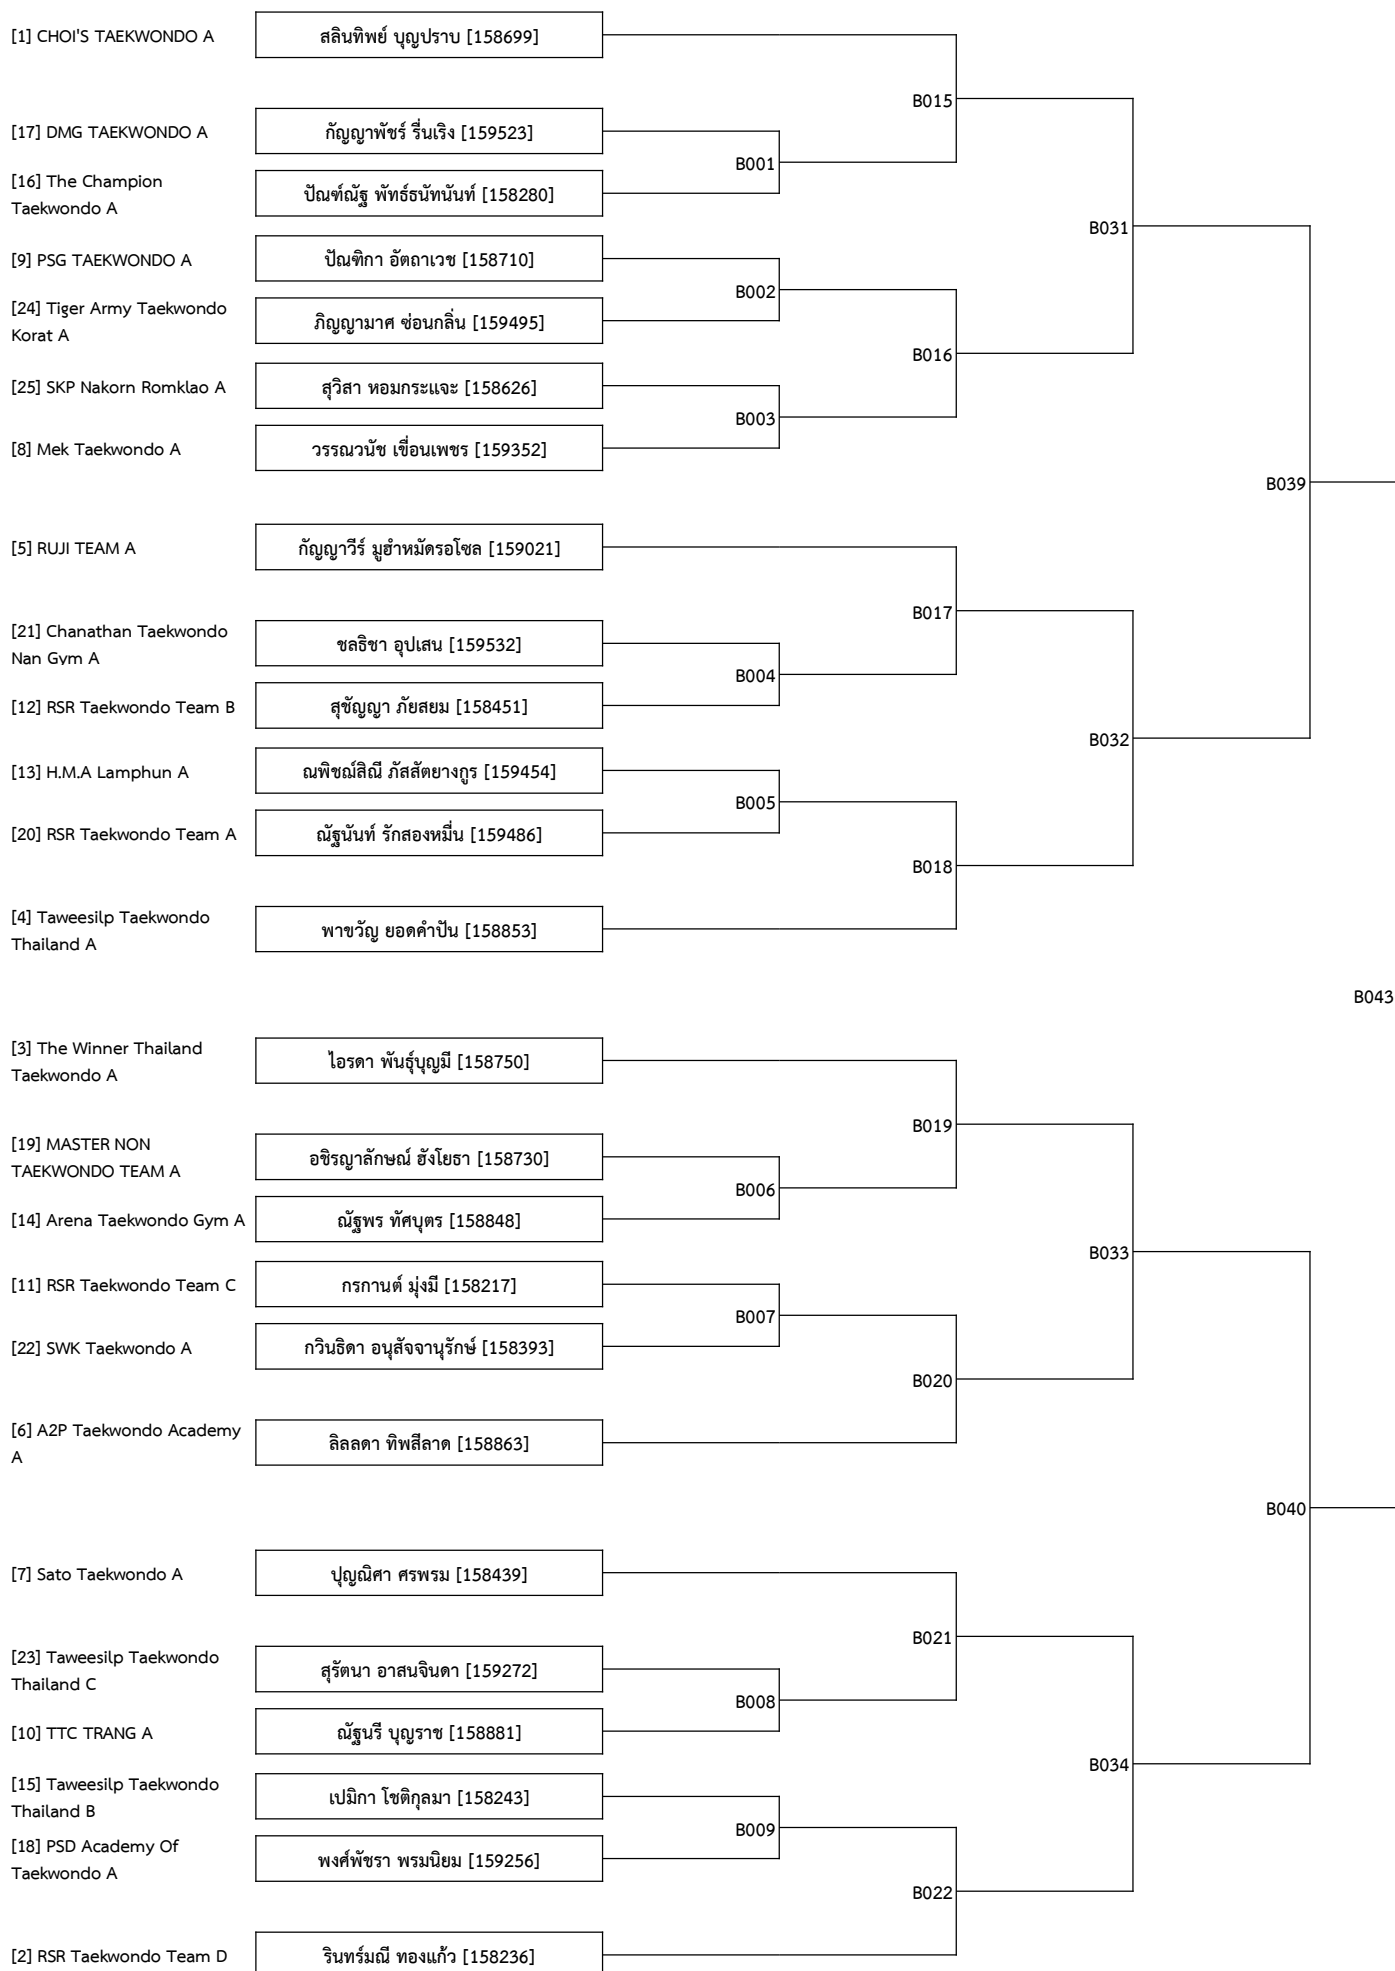 [1] CHOI'S TAEKWONDO A
สลินทิพย์ บุญปราบ [158699]
B015
[17] DMG TAEKWONDO A
กัญญาพัชร์ รื่นเริง [159523]
B001
[16] The Champion
Taekwondo A
ปัณฑ์ณัฐ พัทธ์ธนัทนันท์ [158280]
B031
[9] PSG TAEKWONDO A
ปัณฑิกา อัตถาเวช [158710]
B002
[24] Tiger Army Taekwondo
Korat A
ภิญญามาศ ซ่อนกลิ่น [159495]
B016
[25] SKP Nakorn Romklao A
สุวิสา หอมกระแจะ [158626]
B003
[8] Mek Taekwondo A
วรรณวนัช เขื่อนเพชร [159352]
B039
[5] RUJI TEAM A
กัญญาวีร์ มูฮำหมัดรอโซล [159021]
B017
[21] Chanathan Taekwondo
Nan Gym A
ชลธิชา อุปเสน [159532]
B004
[12] RSR Taekwondo Team B
สุชัญญา ภัยสยม [158451]
B032
[13] H.M.A Lamphun A
ณพิชฌ์สิณี ภัสสัตยางกูร [159454]
B005
[20] RSR Taekwondo Team A
ณัฐนันท์ รักสองหมื่น [159486]
B018
[4] Taweesilp Taekwondo
Thailand A
พาขวัญ ยอดคำปัน [158853]
B043
[3] The Winner Thailand
Taekwondo A
ไอรดา พันธุ์บุญมี [158750]
B019
[19] MASTER NON
TAEKWONDO TEAM A
อชิรญาลักษณ์ ฮังโยธา [158730]
B006
[14] Arena Taekwondo Gym A
ณัฐพร ทัศบุตร [158848]
B033
[11] RSR Taekwondo Team C
กรกานต์ มุ่งมี [158217]
B007
[22] SWK Taekwondo A
กวินธิดา อนุสัจจานุรักษ์ [158393]
B020
[6] A2P Taekwondo Academy
A
ลิลลดา ทิพสีลาด [158863]
B040
[7] Sato Taekwondo A
ปุญณิศา ศรพรม [158439]
B021
[23] Taweesilp Taekwondo
Thailand C
สุรัตนา อาสนจินดา [159272]
B008
[10] TTC TRANG A
ณัฐนรี บุญราช [158881]
B034
[15] Taweesilp Taekwondo
Thailand B
เปมิกา โชติกุลมา [158243]
B009
[18] PSD Academy Of
Taekwondo A
พงศ์พัชรา พรมนิยม [159256]
B022
[2] RSR Taekwondo Team D
รินทร์มณี ทองแก้ว [158236]